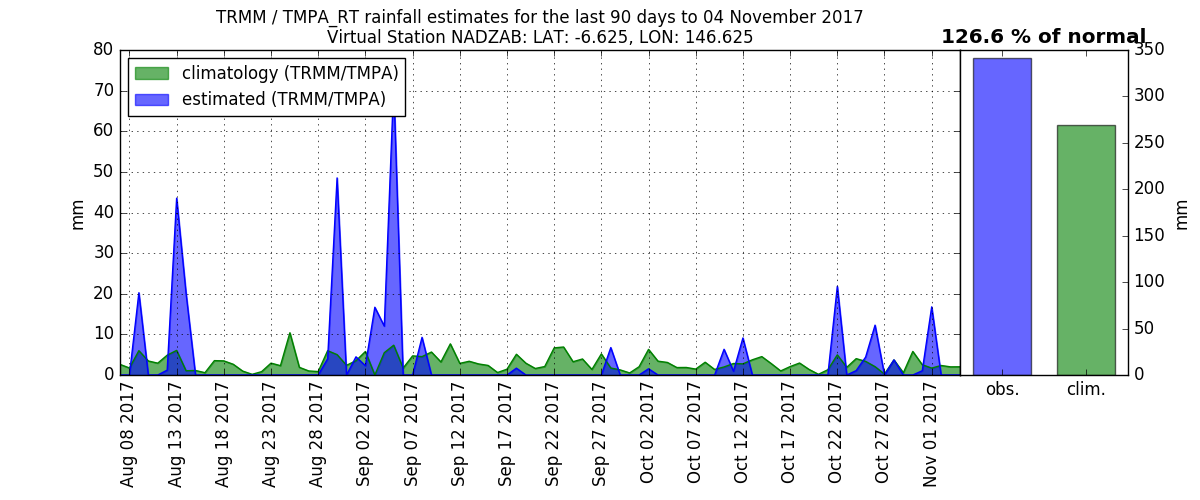 TRMM / TMPA_RT rainfall estimates for the last 90 days to 04 November 2017
Virtual Station NADZAB: LAT: -6.625, LON: 146.625
126.6 % of normal
climatology (TRMM/TMPA)
estimated (TRMM/TMPA)
mm
80
70
60
50
40
30
20
10
0
Aug 08 2017
Aug 13 2017
Aug 18 2017
Aug 23 2017
Aug 28 2017
Sep 02 2017
Sep 07 2017
Sep 12 2017
Sep 17 2017
Sep 22 2017
Sep 27 2017
Oct 02 2017
Oct 07 2017
Oct 12 2017
Oct 17 2017
Oct 22 2017
Oct 27 2017
Nov 01 2017
obs.
clim.
350
300
250
200
150
100
50
0
mm